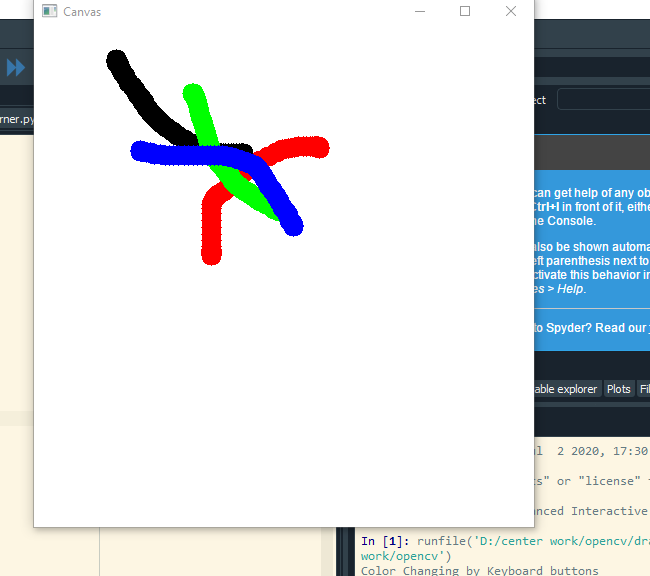 Canvas
rner.py
ect
can get help of any ob
Ctrl+I in front of it, eithe
he Console.
also be shown automa
eft parenthesis next to
ctivate this behavior in
es > Help.
to Spyder? Read our
able explorer
Plots
Fil
ul 2 2020, 17:30
ts" or "license"
anced Interactive
In [1]: runfile('D:/center work/opencv/dra
work/opencv')
Color Changing by Keyboard buttons